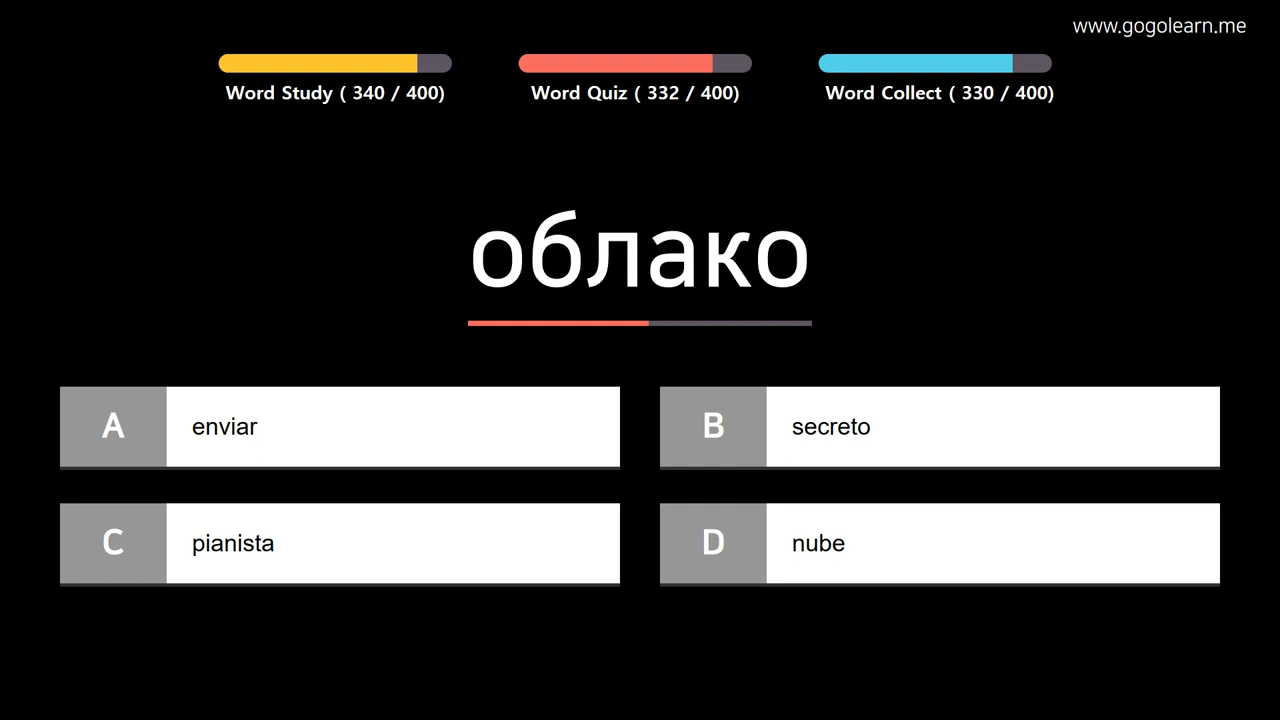 www.gogolearn.me
Word Study ( 340 / 400)
Word Quiz ( 332 / 400)
Word Collect ( 330 / 400)
облако
A enviar
B secreto
C pianista
D nube